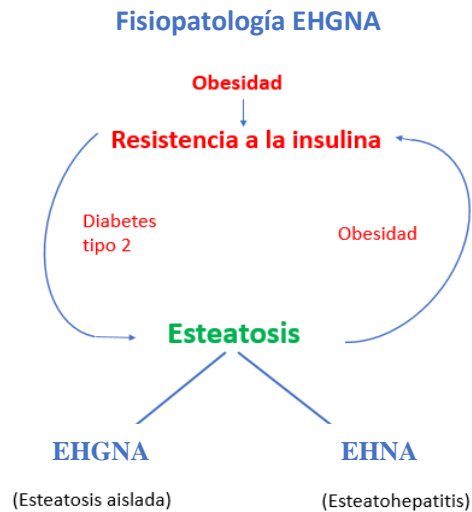 Fisiopatología EHGNA
Obesidad
Resistencia a la insulina
Diabetes
tipo 2
Obesidad
Esteatosis
EHGNA
EHNA
(Esteatosis aislada)
(Esteatohepatitis)